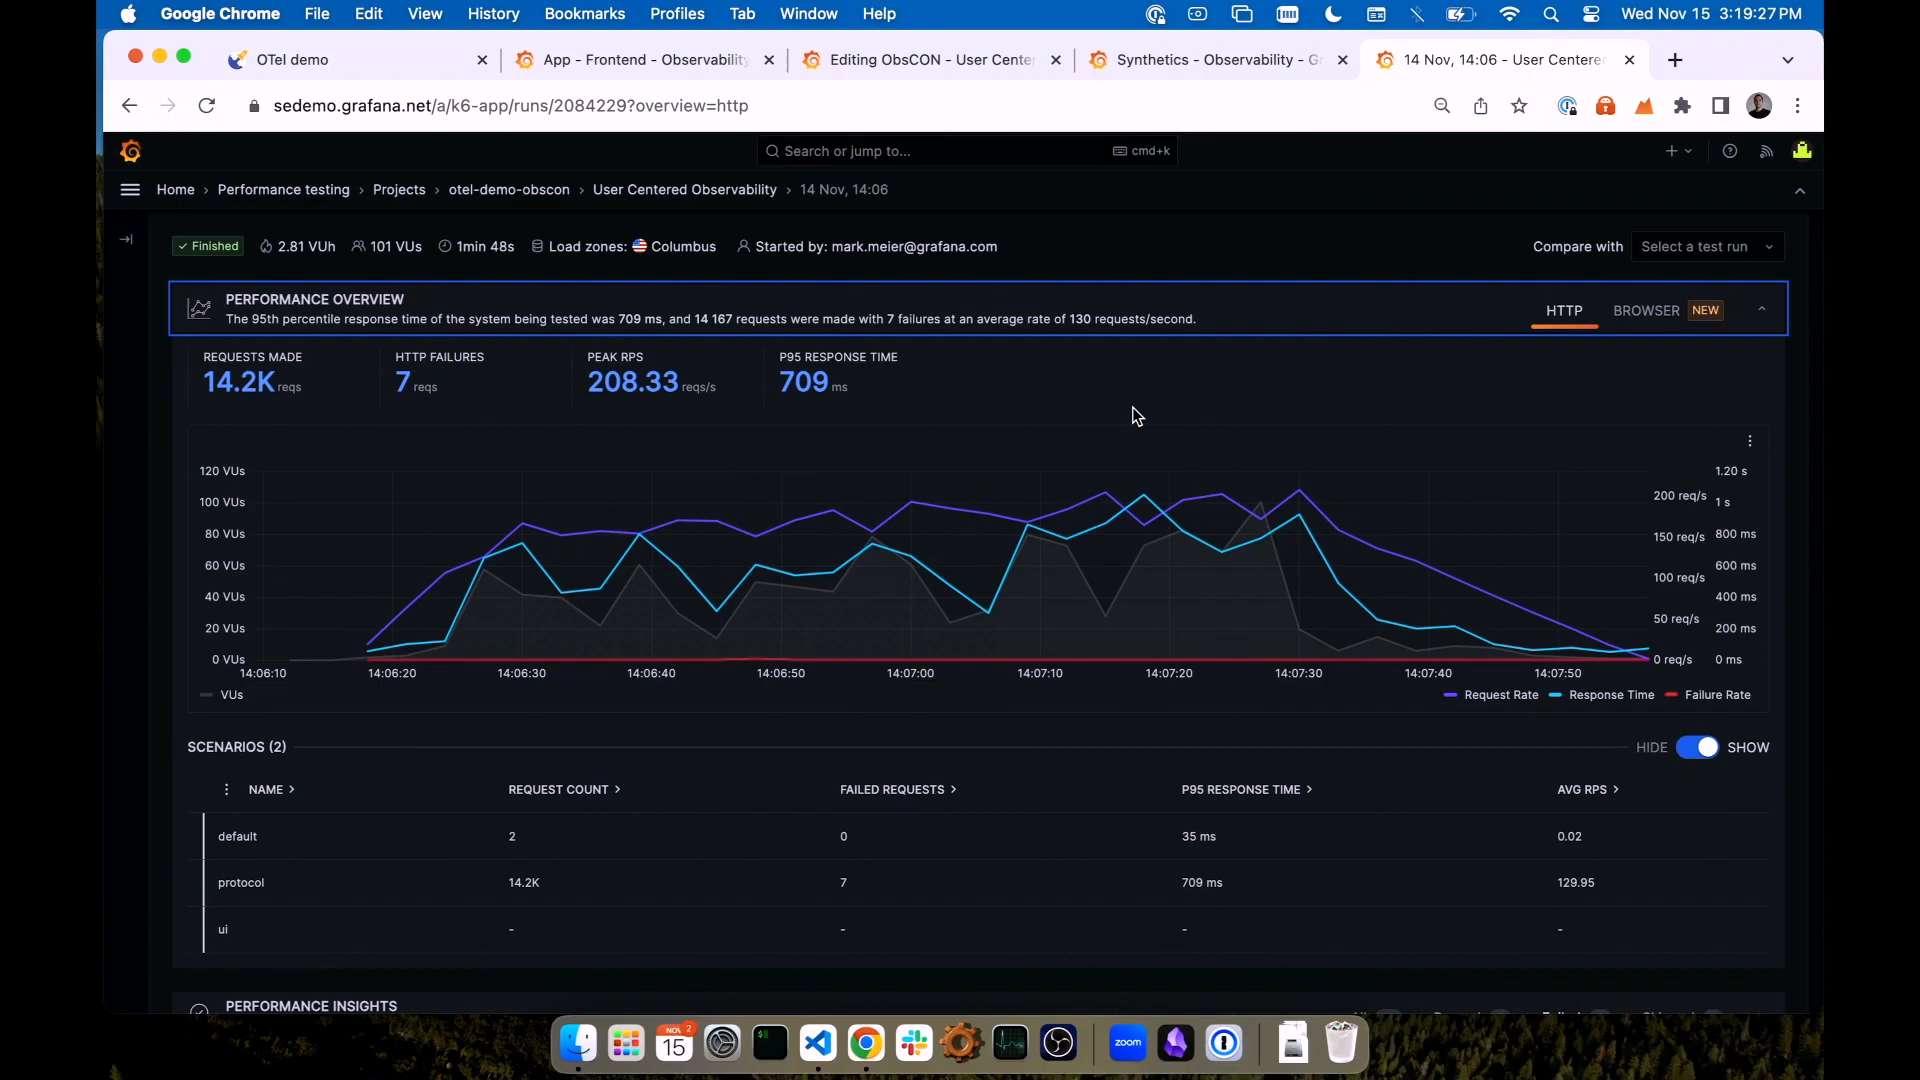 Google Chrome File Edit View History Bookmarks Profiles Tab Window Help Wed Nov 15 3:19:27 PM
OTel demo App - Frontend - Observability Editing ObsCON - User Cente Synthetics - Observability - G 14 Nov, 14:06 - User Centere
sedemo.grafana.net/a/k6-app/runs/2084229?overview=http
Search or jump to... cmd+k
Home › Performance testing › Projects › otel-demo-obscon › User Centered Observability › 14 Nov, 14:06
Finished 2.81 VUh 101 VUs 1min 48s Load zones: Columbus Started by: mark.meier@grafana.com Compare with Select a test run
PERFORMANCE OVERVIEW
The 95th percentile response time of the system being tested was 709 ms, and 14 167 requests were made with 7 failures at an average rate of 130 requests/second.
HTTP BROWSER NEW
REQUESTS MADE HTTP FAILURES PEAK RPS P95 RESPONSE TIME
14.2K reqs 7 reqs 208.33 reqs/s 709 ms
120 VUs 1.20 s
100 VUs 200 req/s 1 s
80 VUs 150 req/s 800 ms
60 VUs 100 req/s 600 ms
40 VUs 50 req/s 400 ms
20 VUs 200 ms
0 VUs 0 req/s 0 ms
14:06:10 14:06:20 14:06:30 14:06:40 14:06:50 14:07:00 14:07:10 14:07:20 14:07:30 14:07:40 14:07:50
VUs Request Rate Response Time Failure Rate
SCENARIOS (2) HIDE SHOW
NAME REQUEST COUNT FAILED REQUESTS P95 RESPONSE TIME AVG RPS
default 2 0 35 ms 0.02
protocol 14.2K 7 709 ms 129.95
ui - - - -
PERFORMANCE INSIGHTS
NOV 2
15
zoom